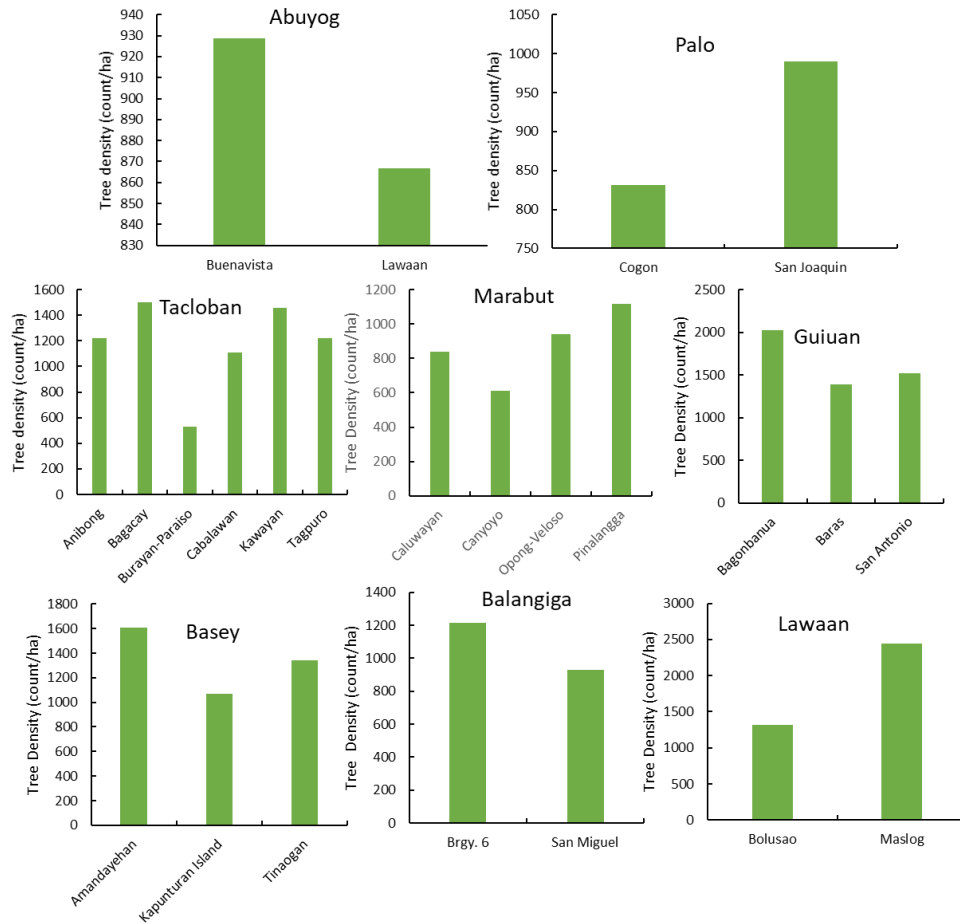 Abuyog
Tree density (count/ha)
940
930
920
910
900
890
880
870
860
850
840
830
Buenavista
Lawaan
Palo
Tree density (count/ha)
1050
1000
950
900
850
800
750
Cogon
San Joaquin
Tacloban
Tree density (count/ha)
1600
1400
1200
1000
800
600
400
200
0
Anibong
Bagacay
Burayan-Paraiso
Cabalawan
Kawayan
Tagpuro
Marabut
Tree Density (count/ha)
1200
1000
800
600
400
200
0
Caluwayan
Canyoyo
Opong-Veloso
Pinalangga
Guiuan
Tree Density (count/ha)
2500
2000
1500
1000
500
0
Bagonbanua
Baras
San Antonio
Basey
Tree Density (count/ha)
1800
1600
1400
1200
1000
800
600
400
200
0
Amandayehan
Kapunturan Island
Tinaogan
Balangiga
Tree Density (count/ha)
1400
1200
1000
800
600
400
200
0
Brgy. 6
San Miguel
Lawaan
Tree Density (count/ha)
3000
2500
2000
1500
1000
500
0
Bolusao
Maslog